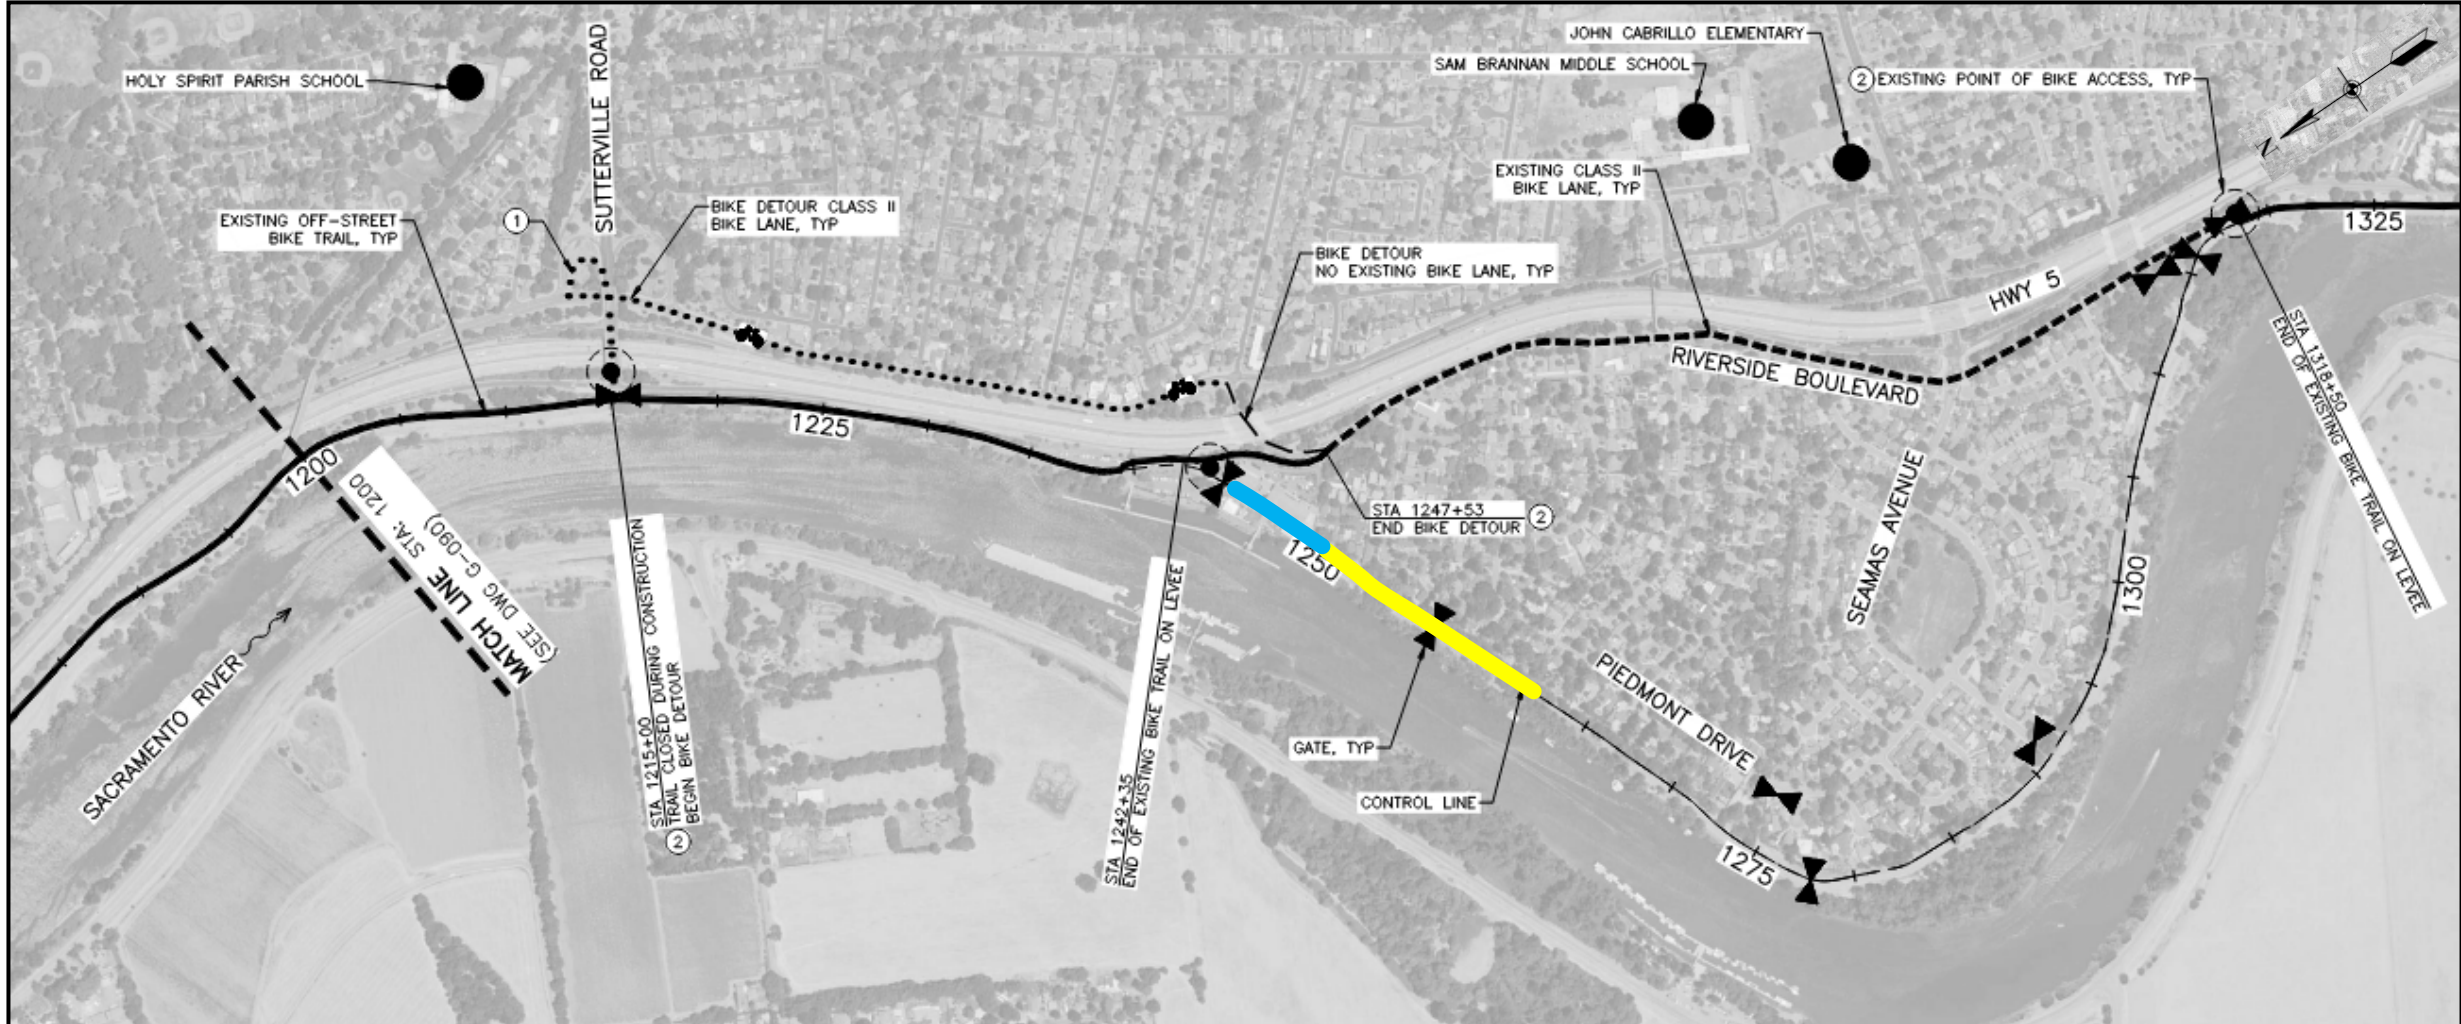 JOHN CABRILLO ELEMENTARY
SAM BRANNAN MIDDLE SCHOOL
HOLY SPIRIT PARISH SCHOOL
2 EXISTING POINT OF BIKE ACCESS, TYP
N
SUTTERVILLE ROAD
EXISTING CLASS II
BIKE LANE, TYP
EXISTING OFF-STREET
BIKE TRAIL, TYP
1
BIKE DETOUR CLASS II
BIKE LANE, TYP
BIKE DETOUR
NO EXISTING BIKE LANE, TYP
1325
HWY 5
RIVERSIDE BOULEVARD
STA 1318+50
END OF EXISTING BIKE TRAIL ON LEVEE
1225
1200
MATCH LINE STA: 1200
(SEE DWG G-090)
STA 1247+53
END BIKE DETOUR
2
1250
SEAMAS AVENUE
1300
SACRAMENTO RIVER
STA 1215+00
TRAIL CLOSED DURING CONSTRUCTION
BEGIN BIKE DETOUR
2
STA 1242+35
END OF EXISTING BIKE TRAIL ON LEVEE
PIEDMONT DRIVE
GATE, TYP
CONTROL LINE
1275